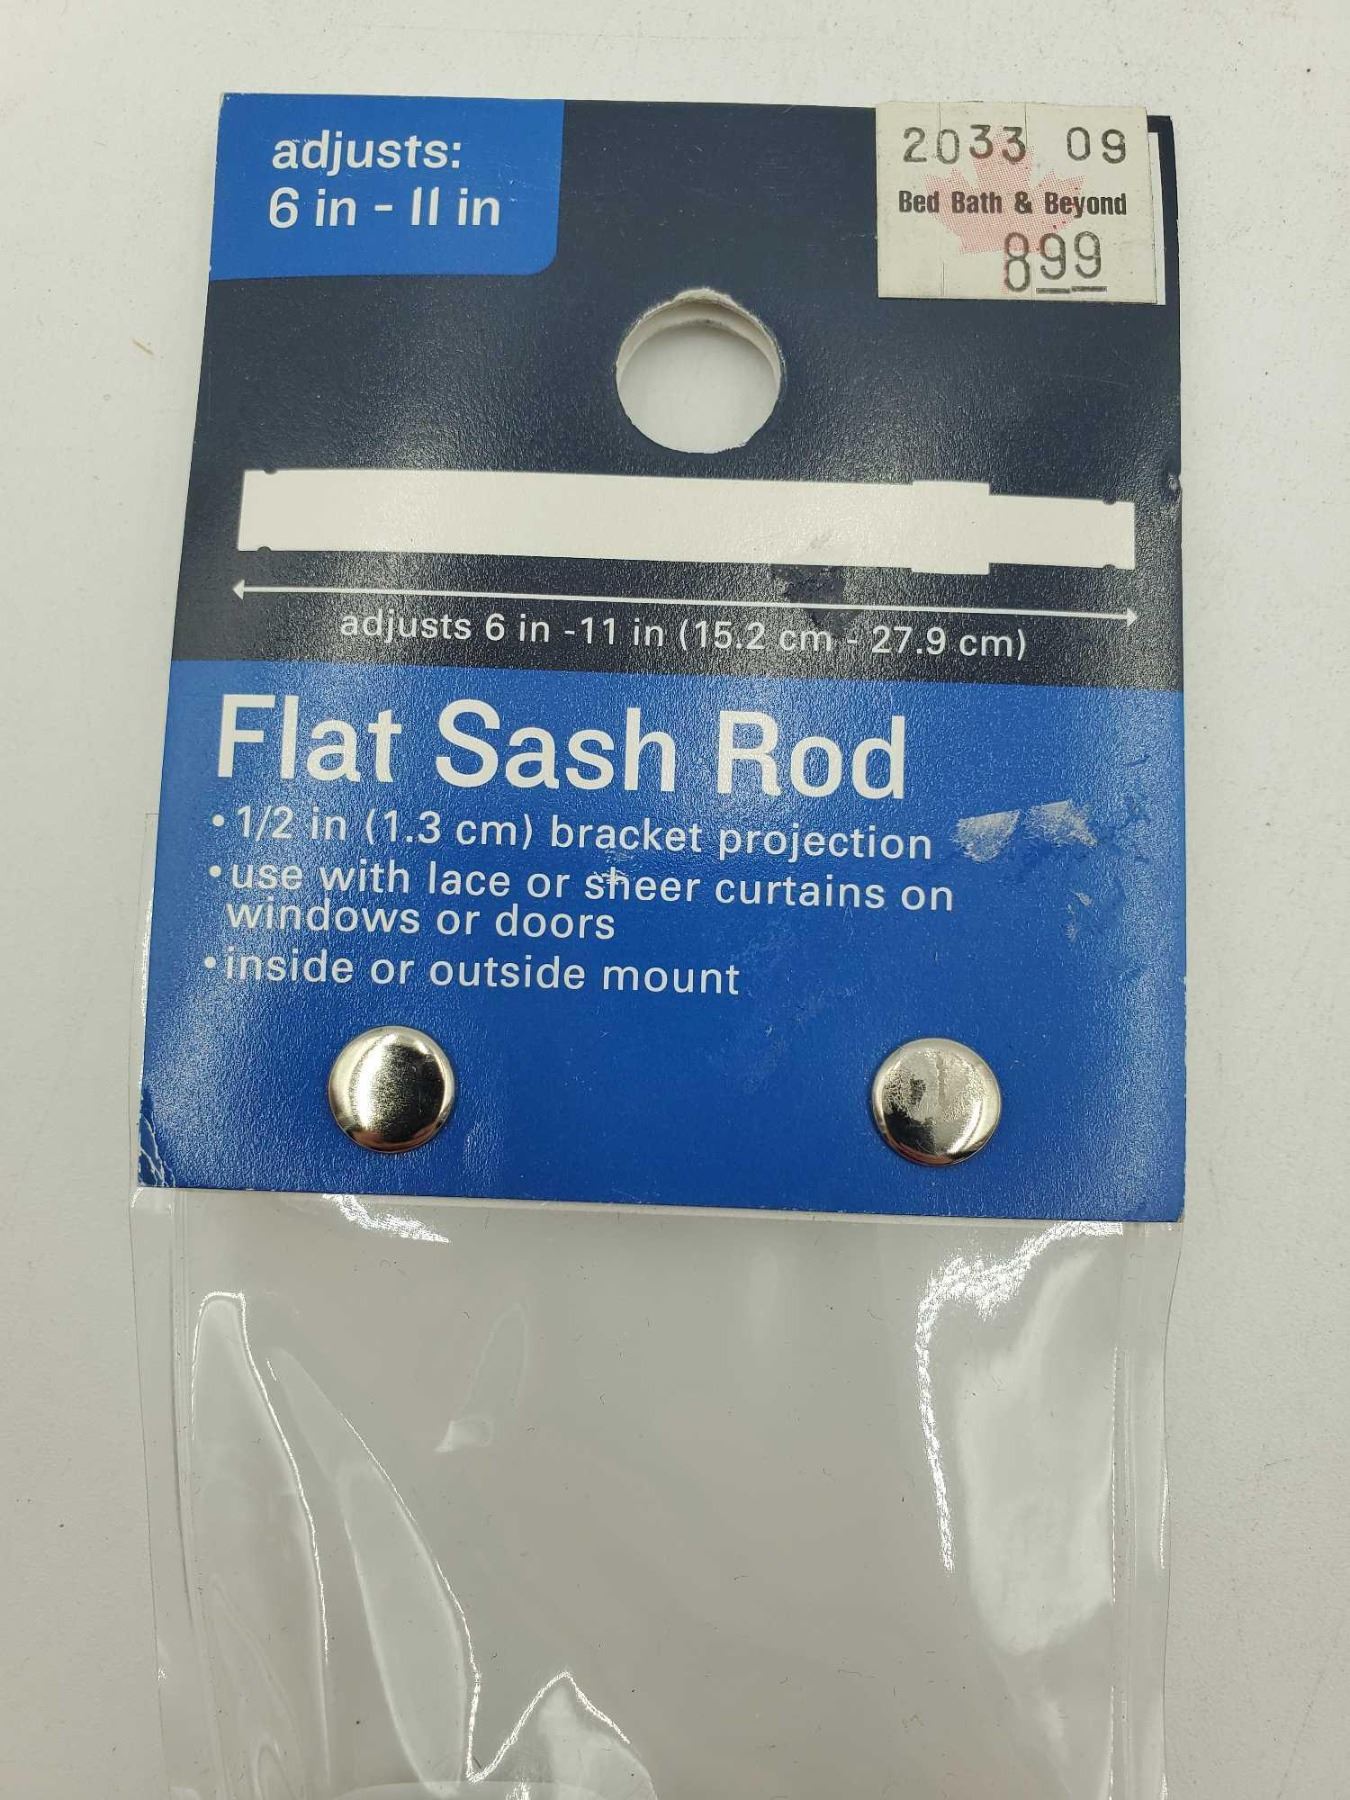 adjusts:
6 in - 11 in
2033 09
Bed Bath & Beyond
899
adjusts 6 in -11 in (15.2 cm - 27.9 cm)
Flat Sash Rod
•1/2 in (1.3 cm) bracket projection
•use with lace or sheer curtains on
windows or doors
•inside or outside mount